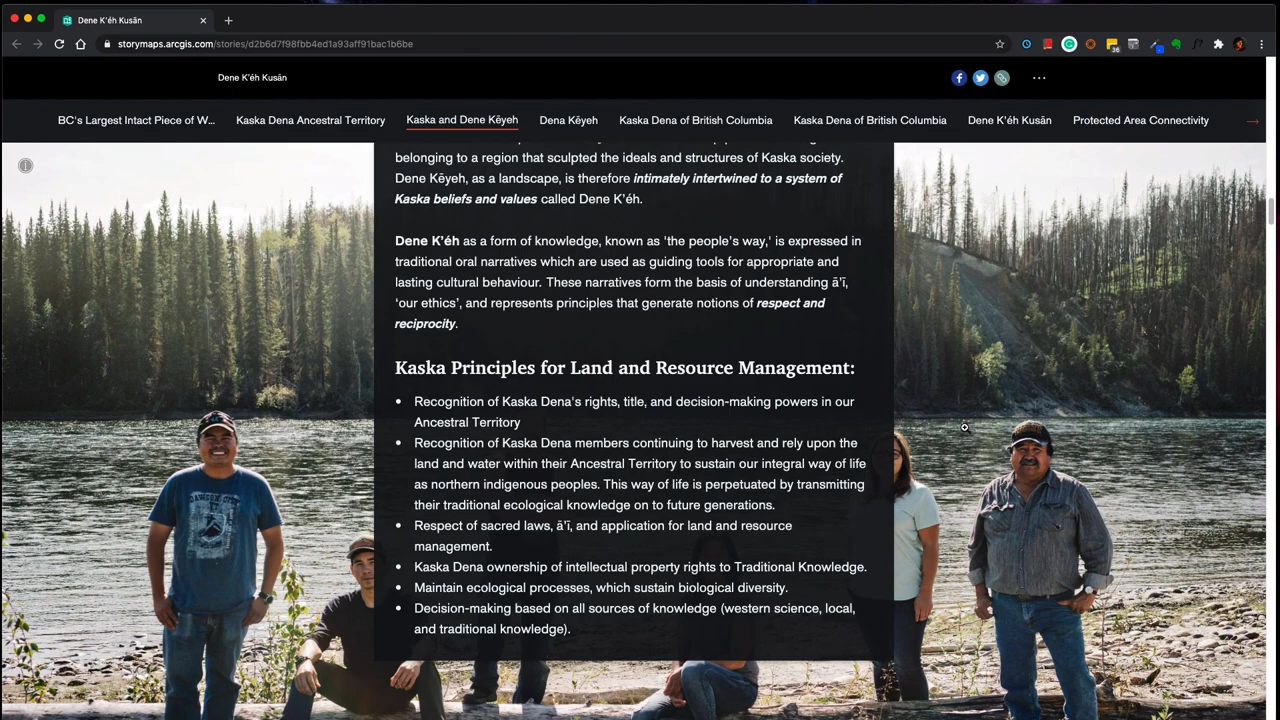 Dene K'éh Kusān
storymaps.arcgis.com/stories/d2b6d7f98fbb4ed1a93aff91bac1b6be
36
Dene K'éh Kusān
BC's Largest Intact Piece of W...
Kaska Dena Ancestral Territory
Kaska and Dene Kēyeh
Dena Kēyeh
Kaska Dena of British Columbia
Kaska Dena of British Columbia
Dene K'éh Kusān
Protected Area Connectivity
belonging to a region that sculpted the ideals and structures of Kaska society.
Dene Kēyeh, as a landscape, is therefore intimately intertwined to a system of
Kaska beliefs and values called Dene K'éh.
Dene K'éh as a form of knowledge, known as 'the people's way,' is expressed in
traditional oral narratives which are used as guiding tools for appropriate and
lasting cultural behaviour. These narratives form the basis of understanding ā'ī,
'our ethics', and represents principles that generate notions of respect and
reciprocity.
Kaska Principles for Land and Resource Management:
• Recognition of Kaska Dena's rights, title, and decision-making powers in our
Ancestral Territory
• Recognition of Kaska Dena members continuing to harvest and rely upon the
land and water within their Ancestral Territory to sustain our integral way of life
as northern indigenous peoples. This way of life is perpetuated by transmitting
their traditional ecological knowledge on to future generations.
• Respect of sacred laws, ā'ī, and application for land and resource
management.
• Kaska Dena ownership of intellectual property rights to Traditional Knowledge.
• Maintain ecological processes, which sustain biological diversity.
• Decision-making based on all sources of knowledge (western science, local,
and traditional knowledge).
DAWSON CITY